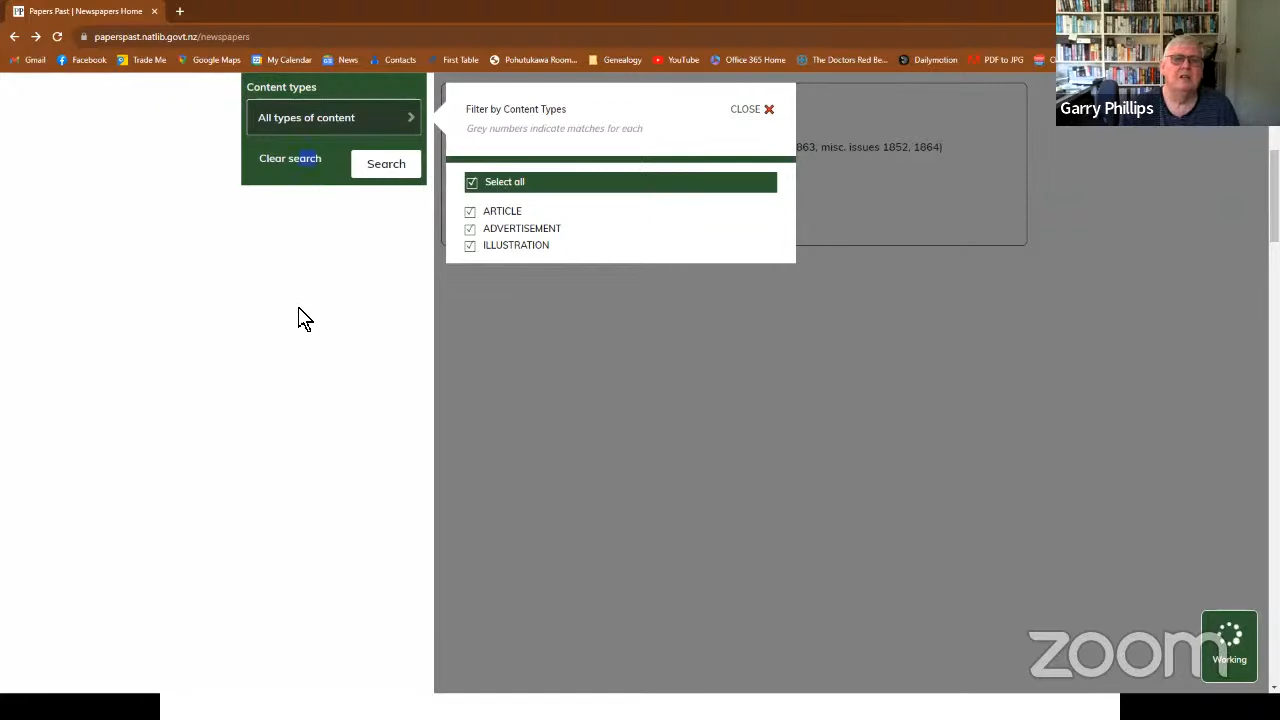 PP Papers Past | Newspapers Home
paperspast.natlib.govt.nz/newspapers
Gmail Facebook Trade Me Google Maps My Calendar News Contacts First Table Pohutukawa Room... Genealogy YouTube Office 365 Home The Doctors Red Be... Dailymotion PDF to JPG
Garry Phillips
Content types
All types of content
Clear search
Search
Filter by Content Types
CLOSE
Grey numbers indicate matches for each
863, misc. issues 1852, 1864)
Select all
ARTICLE
ADVERTISEMENT
ILLUSTRATION
zoom
Working